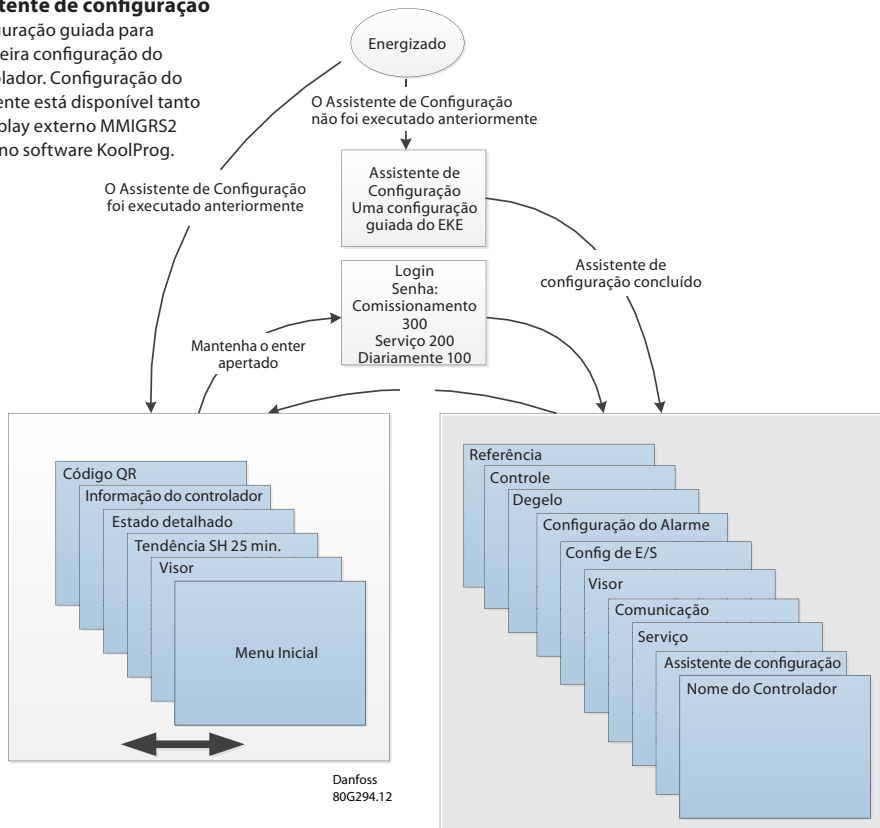 tente de configuração
guração guiada para
eira configuração do
olador. Configuração do
ente está disponível tanto
play externo MMIGRS2
no software KoolProg.
Energizado
O Assistente de Configuração
não foi executado anteriormente
O Assistente de Configuração
foi executado anteriormente
Assistente de
Configuração
Uma configuração
guiada do EKE
Assistente de
configuração concluído
Login
Senha:
Comissionamento
300
Serviço 200
Diariamente 100
Mantenha o enter
apertado
Código QR
Informação do controlador
Estado detalhado
Tendência SH 25 min.
Visor
Menu Inicial
Referência
Controle
Degelo
Configuração do Alarme
Config de E/S
Visor
Comunicação
Serviço
Assistente de configuração
Nome do Controlador
Danfoss
80G294.12